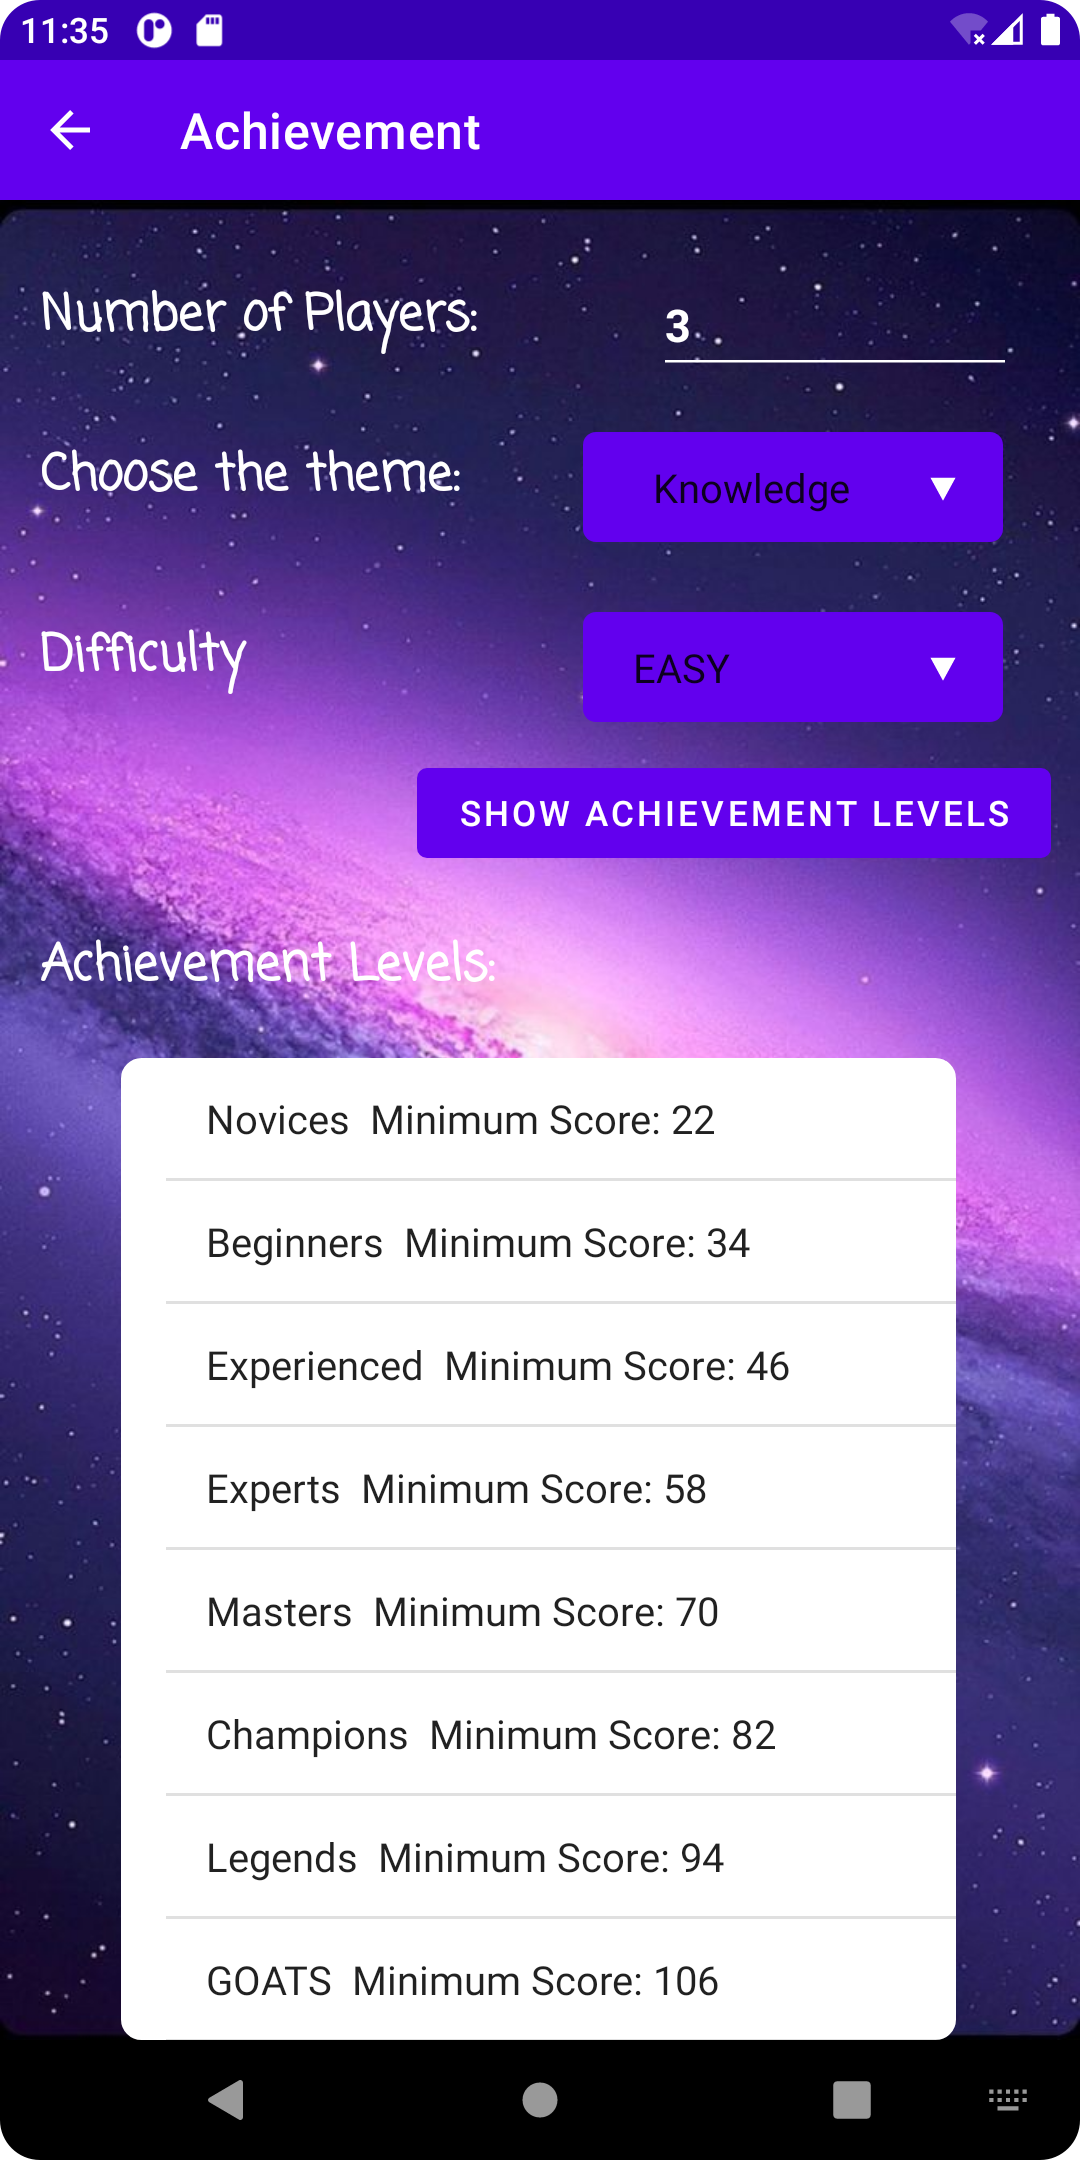 11:35
Achievement
Number of Players: 3
Choose the theme: Knowledge
Difficulty EASY
SHOW ACHIEVEMENT LEVELS
Achievement Levels:
Novices  Minimum Score: 22
Beginners  Minimum Score: 34
Experienced  Minimum Score: 46
Experts  Minimum Score: 58
Masters  Minimum Score: 70
Champions  Minimum Score: 82
Legends  Minimum Score: 94
GOATS  Minimum Score: 106